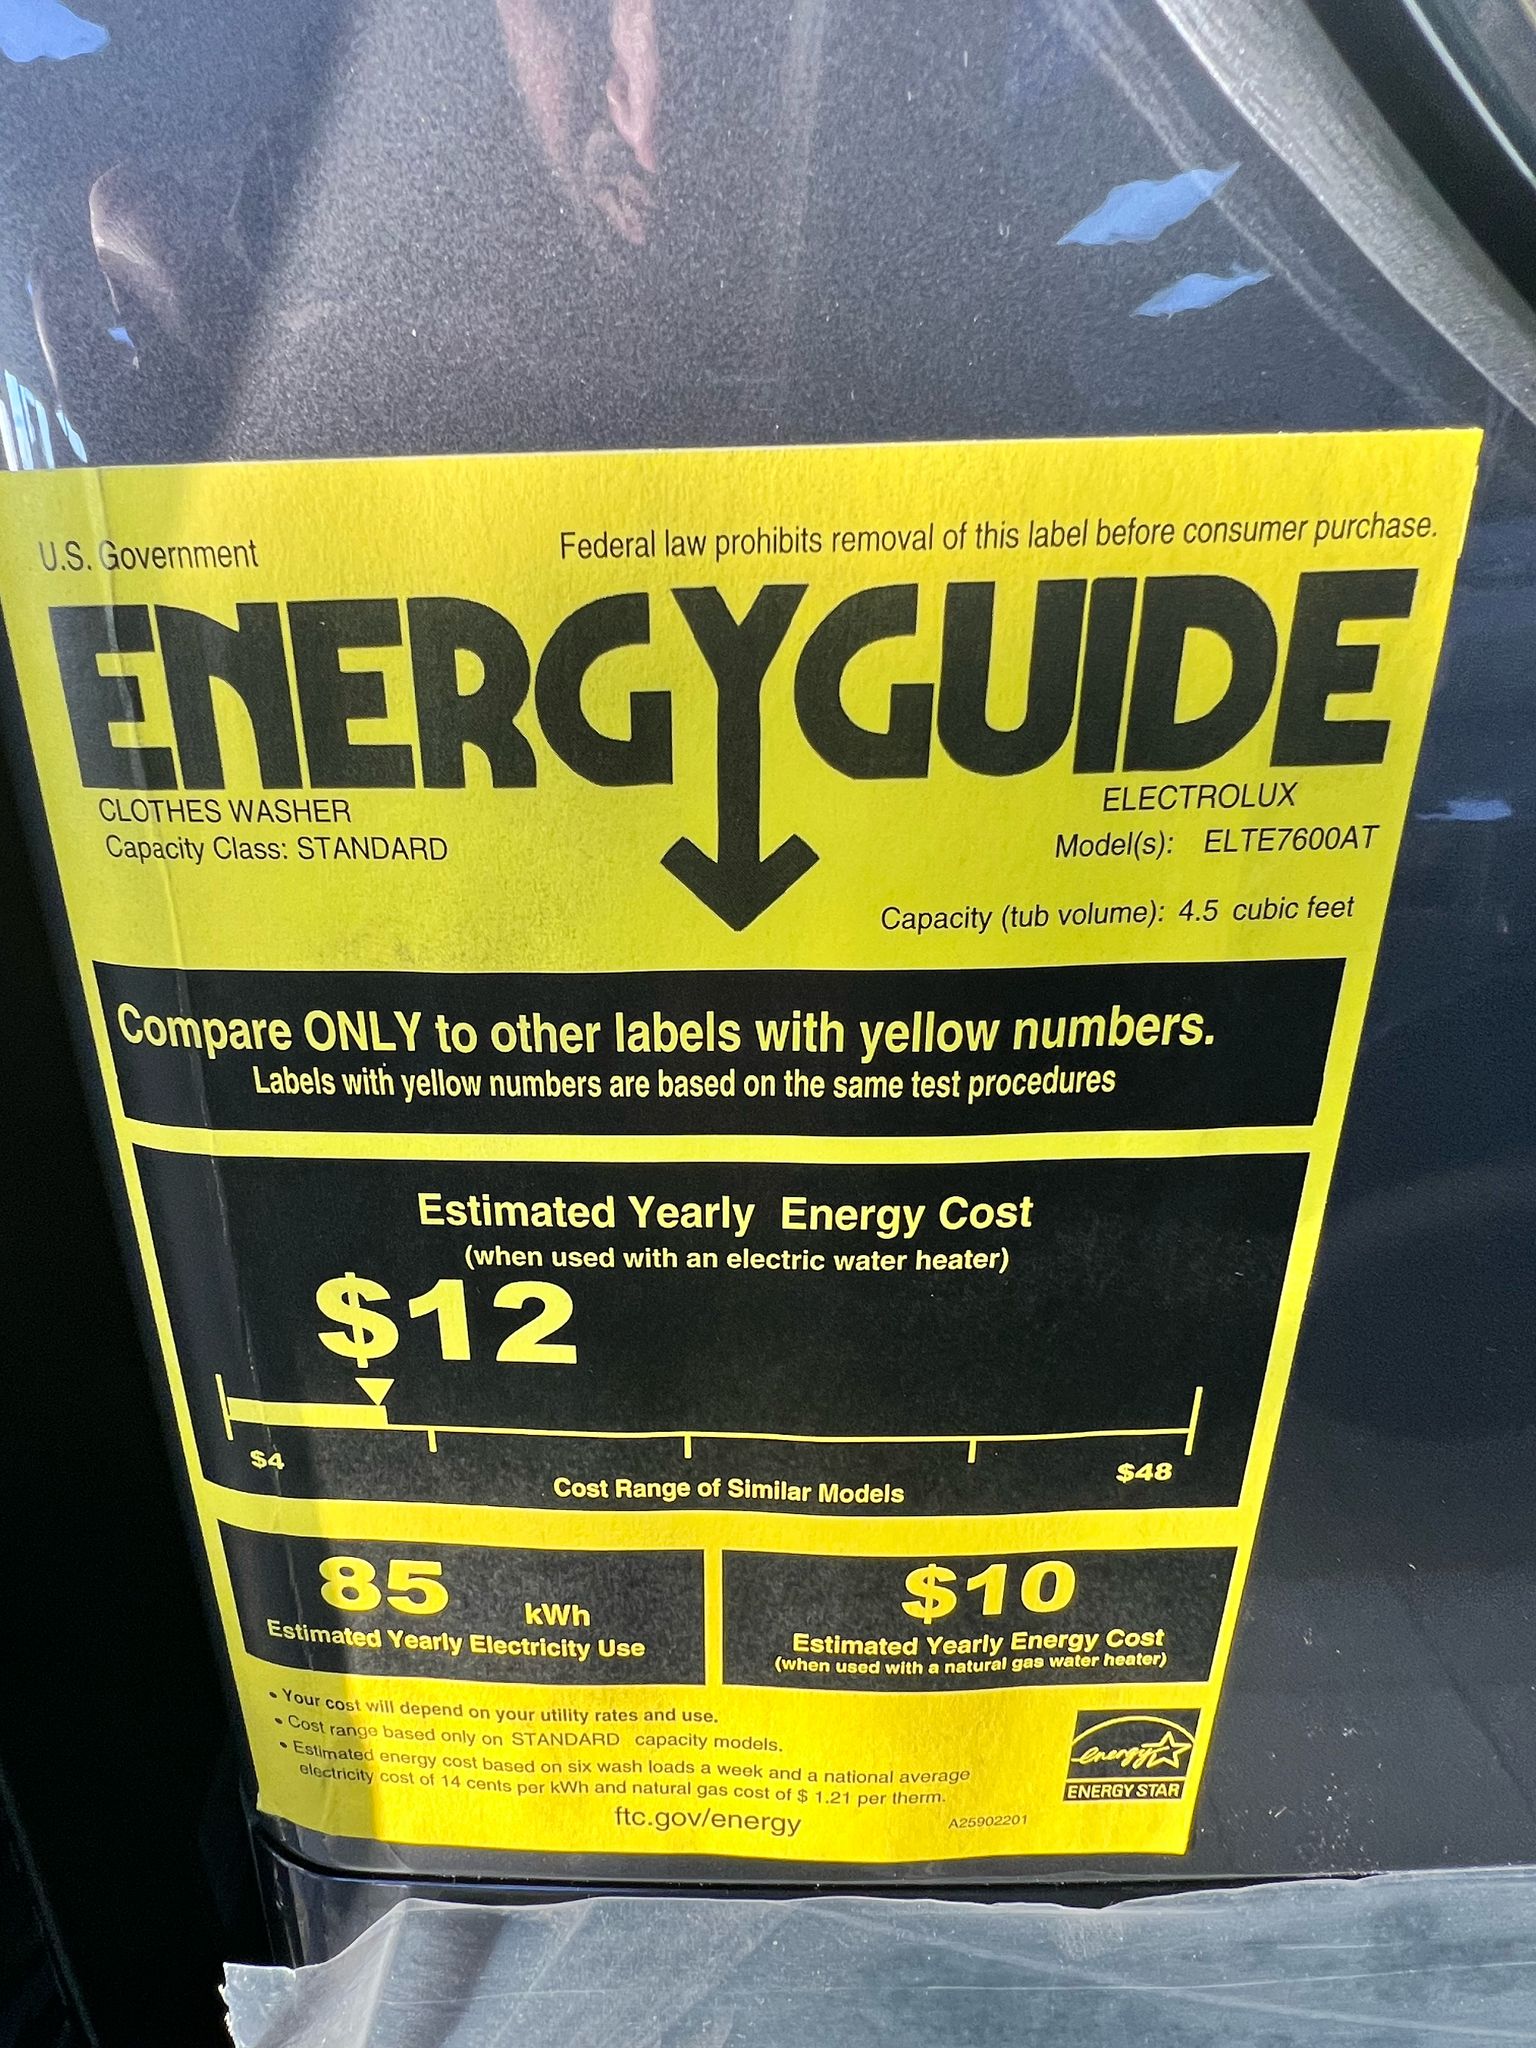 U.S. Government
Federal law prohibits removal of this label before consumer purchase.
ENERGYGUIDE
CLOTHES WASHER
Capacity Class: STANDARD
ELECTROLUX
Model(s): ELTE7600AT
Capacity (tub volume): 4.5 cubic feet
Compare ONLY to other labels with yellow numbers.
Labels with yellow numbers are based on the same test procedures
Estimated Yearly Energy Cost
(when used with an electric water heater)
$12
$4
$48
Cost Range of Similar Models
85 kWh
Estimated Yearly Electricity Use
$10
Estimated Yearly Energy Cost
(when used with a natural gas water heater)
• Your cost will depend on your utility rates and use.
• Cost range based only on STANDARD capacity models.
• Estimated energy cost based on six wash loads a week and a national average
electricity cost of 14 cents per kWh and natural gas cost of $ 1.21 per therm.
ftc.gov/energy
A25902201
energy
ENERGY STAR